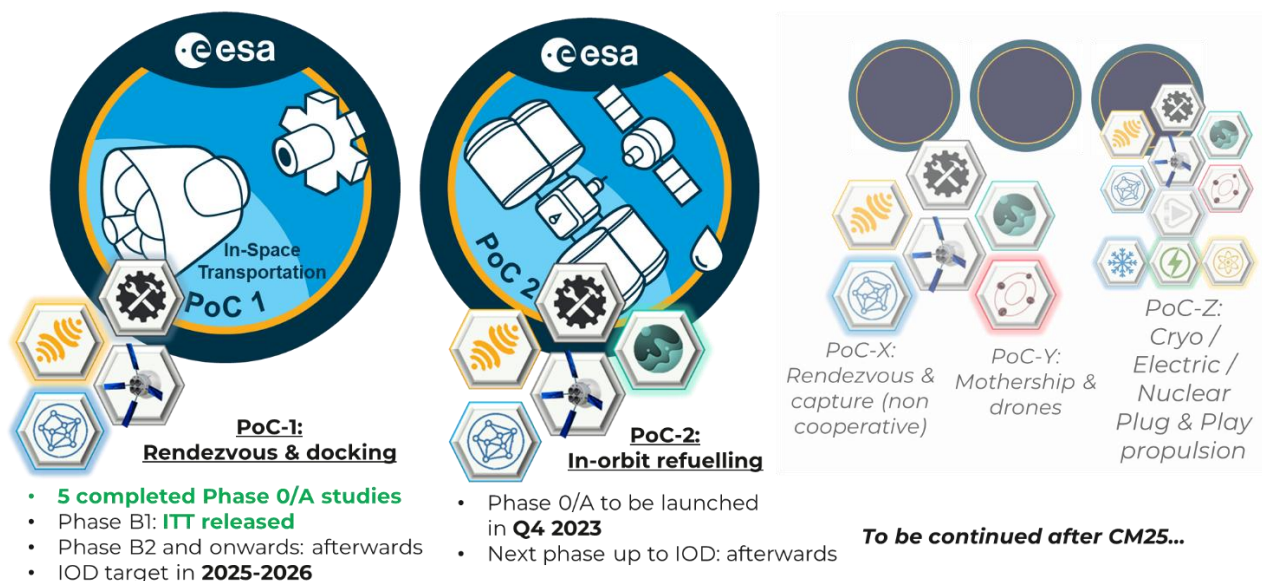 esa
In-Space
Transportation
PoC 1
PoC-1:
Rendezvous & docking
• 5 completed Phase 0/A studies
• Phase B1: ITT released
• Phase B2 and onwards: afterwards
• IOD target in 2025-2026
esa
PoC 2
PoC-2:
In-orbit refuelling
• Phase 0/A to be launched
in Q4 2023
• Next phase up to IOD: afterwards
PoC-X:
Rendezvous &
capture (non
cooperative)
PoC-Y:
Mothership &
drones
PoC-Z:
Cryo /
Electric /
Nuclear
Plug & Play
propulsion
To be continued after CM25...